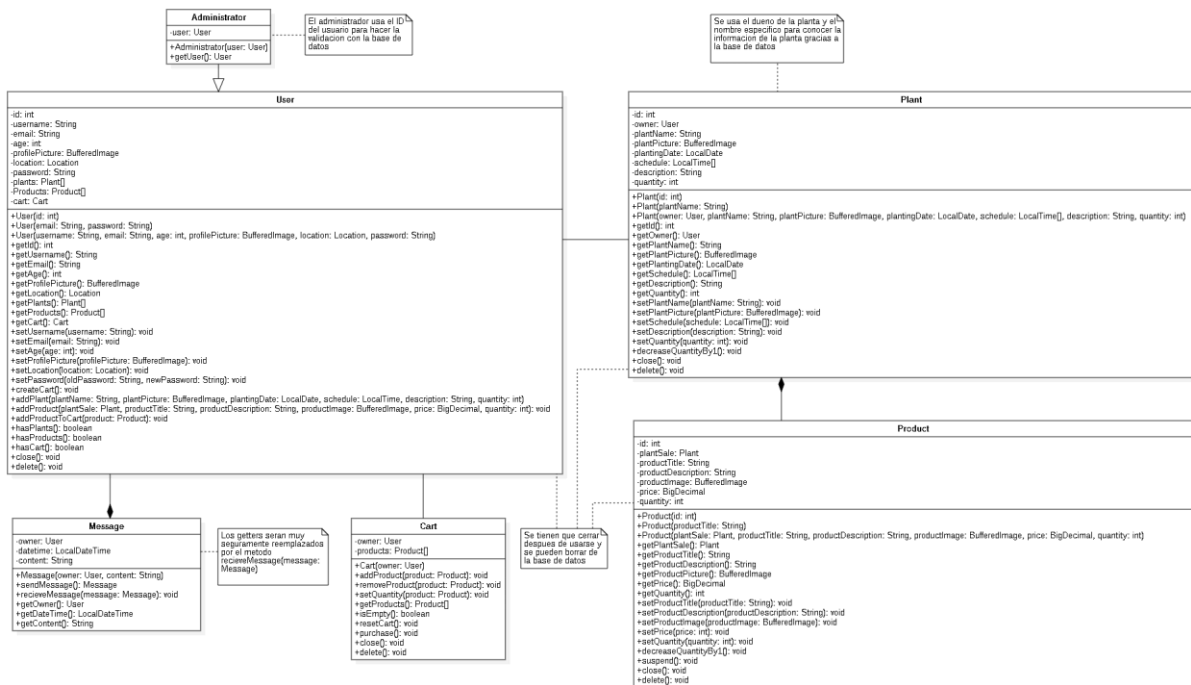 Administrator
-user: User
+Administrator(user: User)
+getUser(): User
El administrador usa el ID
del usuario para hacer la
validacion con la base de
datos
Se usa el dueno de la planta y el
nombre especifico para conocer la
informacion de la planta gracias a
la base de datos
User
-id: int
-username: String
-email: String
-age: int
-profilePicture: BufferedImage
-location: Location
-password: String
-plants: Plant[]
-Products: Product[]
-cart: Cart
+User(id: int)
+User(email: String, password: String)
+User(username: String, email: String, age: int, profilePicture: BufferedImage, location: Location, password: String)
+getId(): int
+getUsername(): String
+getEmail(): String
+getAge(): int
+getProfilePicture(): BufferedImage
+getLocation(): Location
+getPlants(): Plant[]
+getProducts(): Product[]
+getCart(): Cart
+setUsername(username: String): void
+setEmail(email: String): void
+setAge(age: int): void
+setProfilePicture(profilePicture: BufferedImage): void
+setLocation(location: Location): void
+setPassword(oldPassword: String, newPassword: String): void
+createCart(): void
+addPlant(plantName: String, plantPicture: BufferedImage, plantingDate: LocalDate, schedule: LocalTime, description: String, quantity: int)
+addProduct(plantSale: Plant, productTitle: String, productDescription: String, productImage: BufferedImage, price: BigDecimal, quantity: int): void
+addProductToCart(product: Product): void
+hasPlants(): boolean
+hasProducts(): boolean
+hasCart(): boolean
+close(): void
+delete(): void
Plant
-id: int
-owner: User
-plantName: String
-plantPicture: BufferedImage
-plantingDate: LocalDate
-schedule: LocalTime[]
-description: String
-quantity: int
+Plant(id: int)
+Plant(plantName: String)
+Plant(owner: User, plantName: String, plantPicture: BufferedImage, plantingDate: LocalDate, schedule: LocalTime[], description: String, quantity: int)
+getId(): int
+getOwner(): User
+getPlantName(): String
+getPlantPicture(): BufferedImage
+getPlantingDate(): LocalDate
+getSchedule(): LocalTime[]
+getDescription(): String
+getQuantity(): int
+setPlantName(plantName: String): void
+setPlantPicture(plantPicture: BufferedImage): void
+setSchedule(schedule: LocalTime[]): void
+setDescription(description: String): void
+setQuantity(quantity: int): void
+decreaseQuantityBy1(): void
+close(): void
+delete(): void
Message
-owner: User
-datetime: LocalDateTime
-content: String
+Message(owner: User, content: String)
+sendMessage(): Message
+recieveMessage(message: Message): void
+getOwner(): User
+getDateTime(): LocalDateTime
+getContent(): String
Los getters seran muy
seguramente reemplazados
por el metodo
recieveMessage(message:
Message)
Cart
-owner: User
-products: Product[]
+Cart(owner: User)
+addProduct(product: Product): void
+removeProduct(product: Product): void
+setQuantity(product: Product): void
+getProducts(): Product[]
+isEmpty(): boolean
+resetCart(): void
+purchase(): void
+close(): void
+delete(): void
Se tienen que cerrar
despues de usarse y
se pueden borrar de
la base de datos
Product
-id: int
-plantSale: Plant
-productTitle: String
-productDescription: String
-productImage: BufferedImage
-price: BigDecimal
-quantity: int
+Product(id: int)
+Product(productTitle: String)
+Product(plantSale: Plant, productTitle: String, productDescription: String, productImage: BufferedImage, price: BigDecimal, quantity: int)
+getPlantSale(): Plant
+getProductTitle(): String
+getProductDescription(): String
+getProductPicture(): BufferedImage
+getPrice(): BigDecimal
+getQuantity(): int
+setProductTitle(productTitle: String): void
+setProductDescription(productDescription: String): void
+setProductImage(productImage: BufferedImage): void
+setPrice(price: int): void
+setQuantity(quantity: int): void
+decreaseQuantityBy1(): void
+suspend(): void
+close(): void
+delete(): void